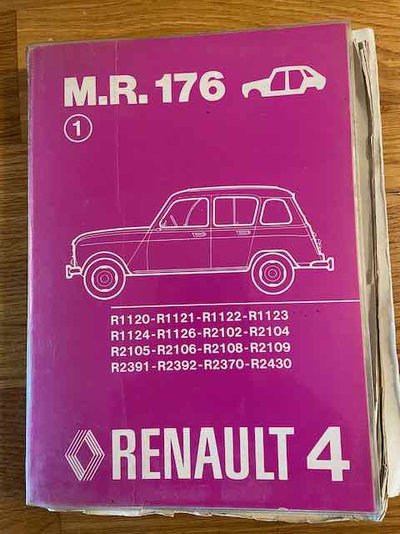 M.R. 176
1
R1120-R1121-R1122-R1123
R1124-R1126-R2102-R2104
R2105-R2106-R2108-R2109
R2391-R2392-R2370-R2430
RENAULT 4